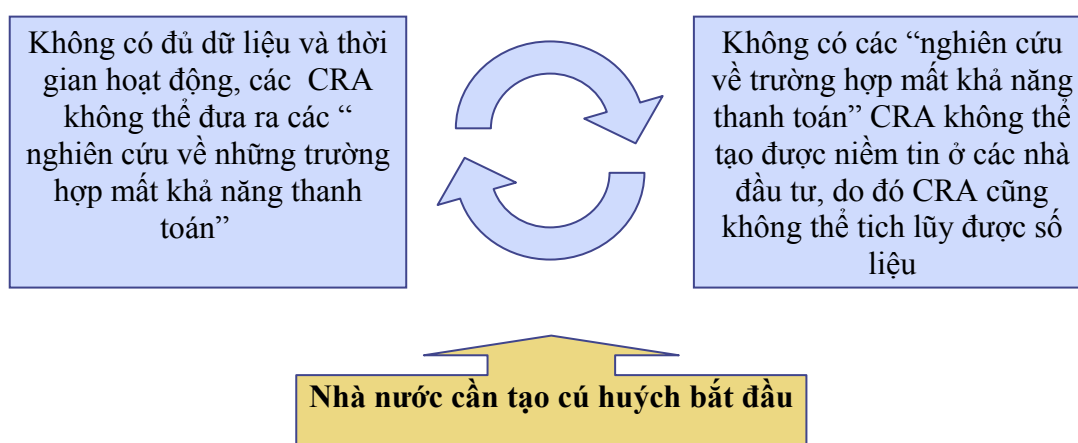 Không có đủ dữ liệu và thời
gian hoạt động, các CRA
không thể đưa ra các “
nghiên cứu về những trường
hợp mất khả năng thanh
toán”
Không có các “nghiên cứu
về trường hợp mất khả năng
thanh toán” CRA không thể
tạo được niềm tin ở các nhà
đầu tư, do đó CRA cũng
không thể tich lũy được số
liệu
Nhà nước cần tạo cú huých bắt đầu